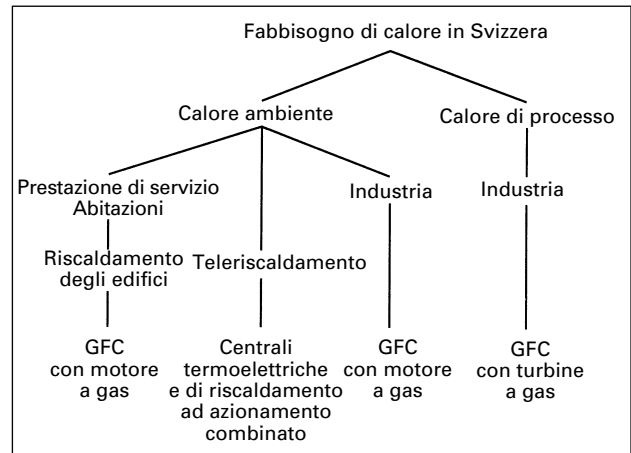 Fabbisogno di calore in Svizzera
Calore ambiente
Calore di processo
Prestazione di servizio
Abitazioni
Industria
Industria
Riscaldamento
degli edifici
Teleriscaldamento
GFC
con motore
a gas
Centrali
termoelettriche
e di riscaldamento
ad azionamento
combinato
GFC
con motore
a gas
GFC
con turbine
a gas